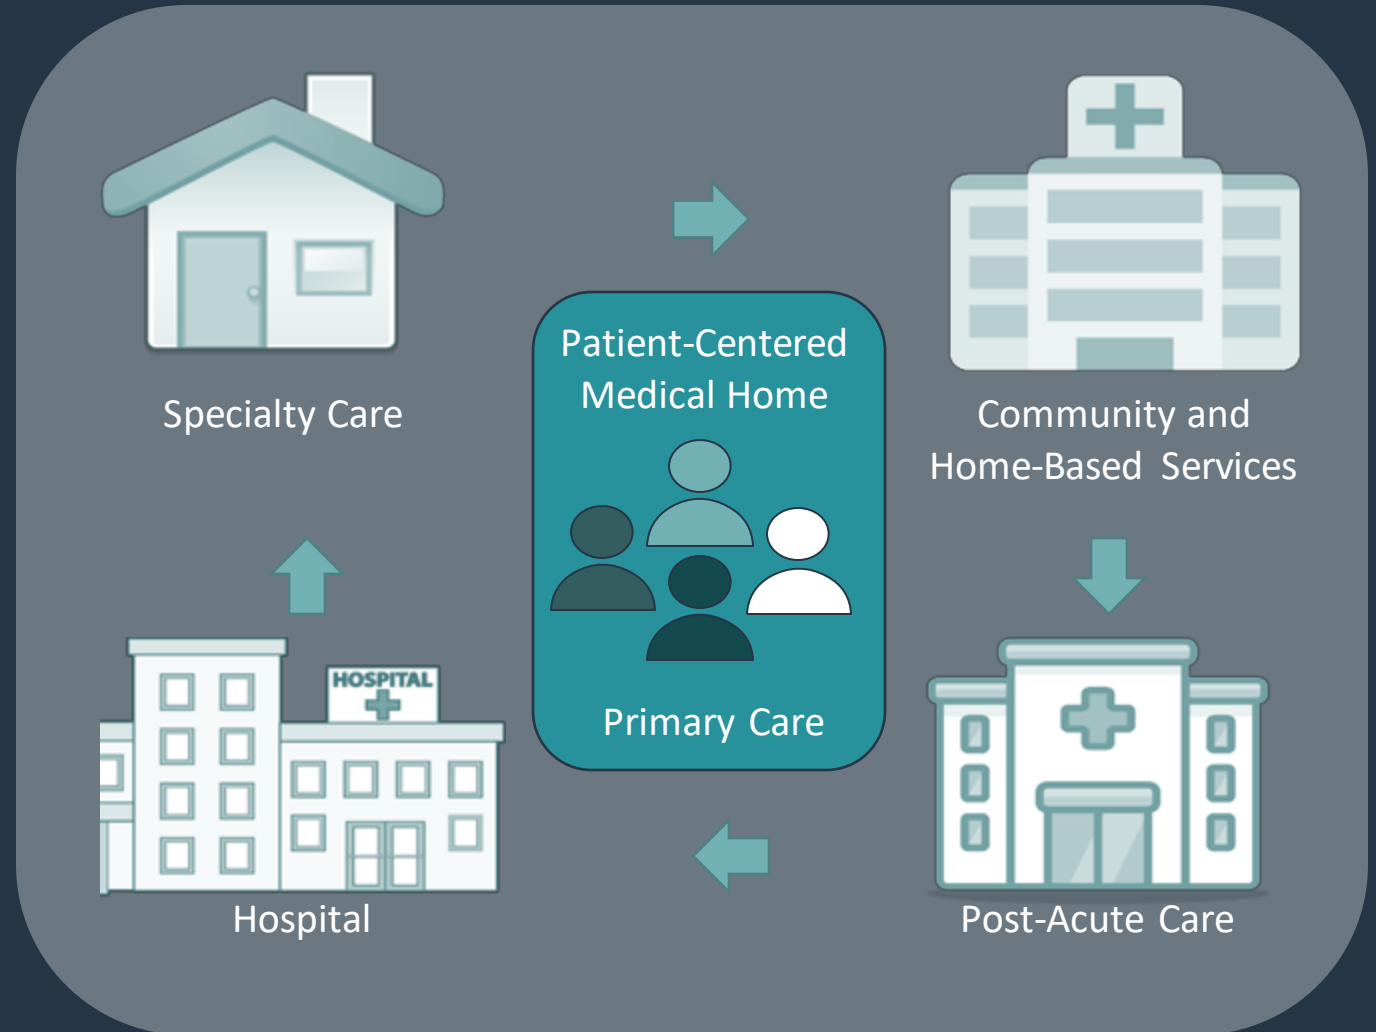 Specialty Care
Patient-Centered
Medical Home
Primary Care
Community and
Home-Based Services
HOSPITAL
Hospital
Post-Acute Care